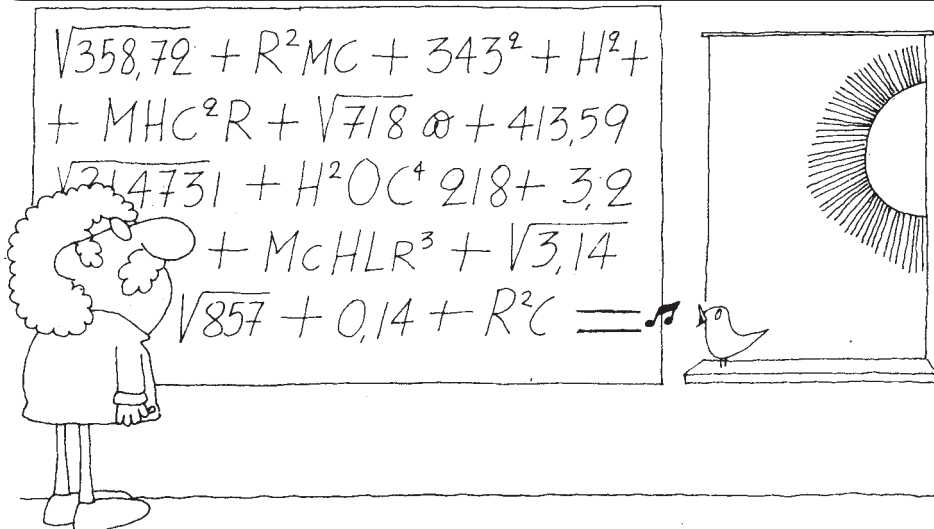 √358,72 + R²MC + 343² + H² +
+ MHC²R + √718 ∞ + 413,59
4731 + H²OC⁴ 218 + 3,2
+ McHLR³ + √3,14
√857 + 0,14 + R²C =